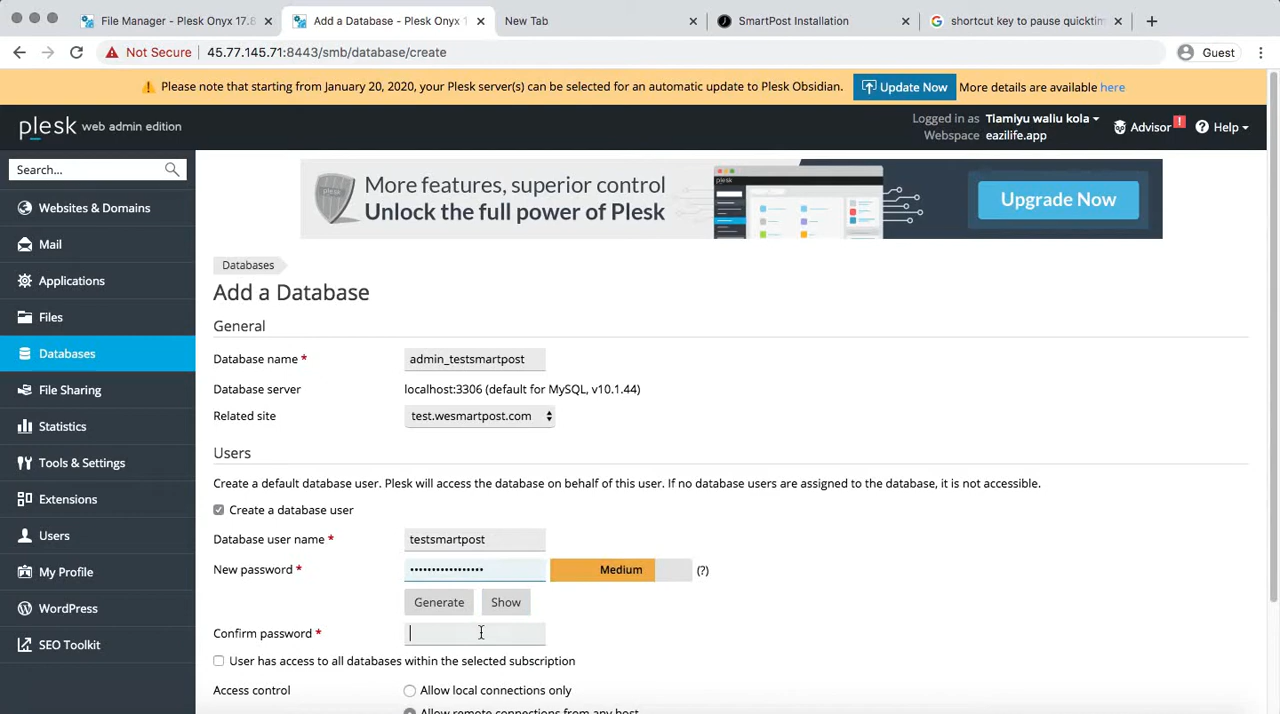 File Manager - Plesk Onyx 17.8
Add a Database - Plesk Onyx 1
New Tab
SmartPost Installation
shortcut key to pause quicktim
Not Secure 45.77.145.71:8443/smb/database/create
Guest
Please note that starting from January 20, 2020, your Plesk server(s) can be selected for an automatic update to Plesk Obsidian. Update Now More details are available here
plesk web admin edition
Logged in as Tiamiyu waliu kola
Webspace eazilife.app
Advisor !
? Help
Search...
Websites & Domains
Mail
Applications
Files
Databases
File Sharing
Statistics
Tools & Settings
Extensions
Users
My Profile
WordPress
SEO Toolkit
plesk
More features, superior control
Unlock the full power of Plesk
plesk
Upgrade Now
Databases
Add a Database
General
Database name * admin_testsmartpost
Database server localhost:3306 (default for MySQL, v10.1.44)
Related site test.wesmartpost.com
Users
Create a default database user. Plesk will access the database on behalf of this user. If no database users are assigned to the database, it is not accessible.
Create a database user
Database user name * testsmartpost
New password * ••••••••••••••••• Medium (?)
Generate Show
Confirm password *
User has access to all databases within the selected subscription
Access control Allow local connections only
Allow remote connections from any host